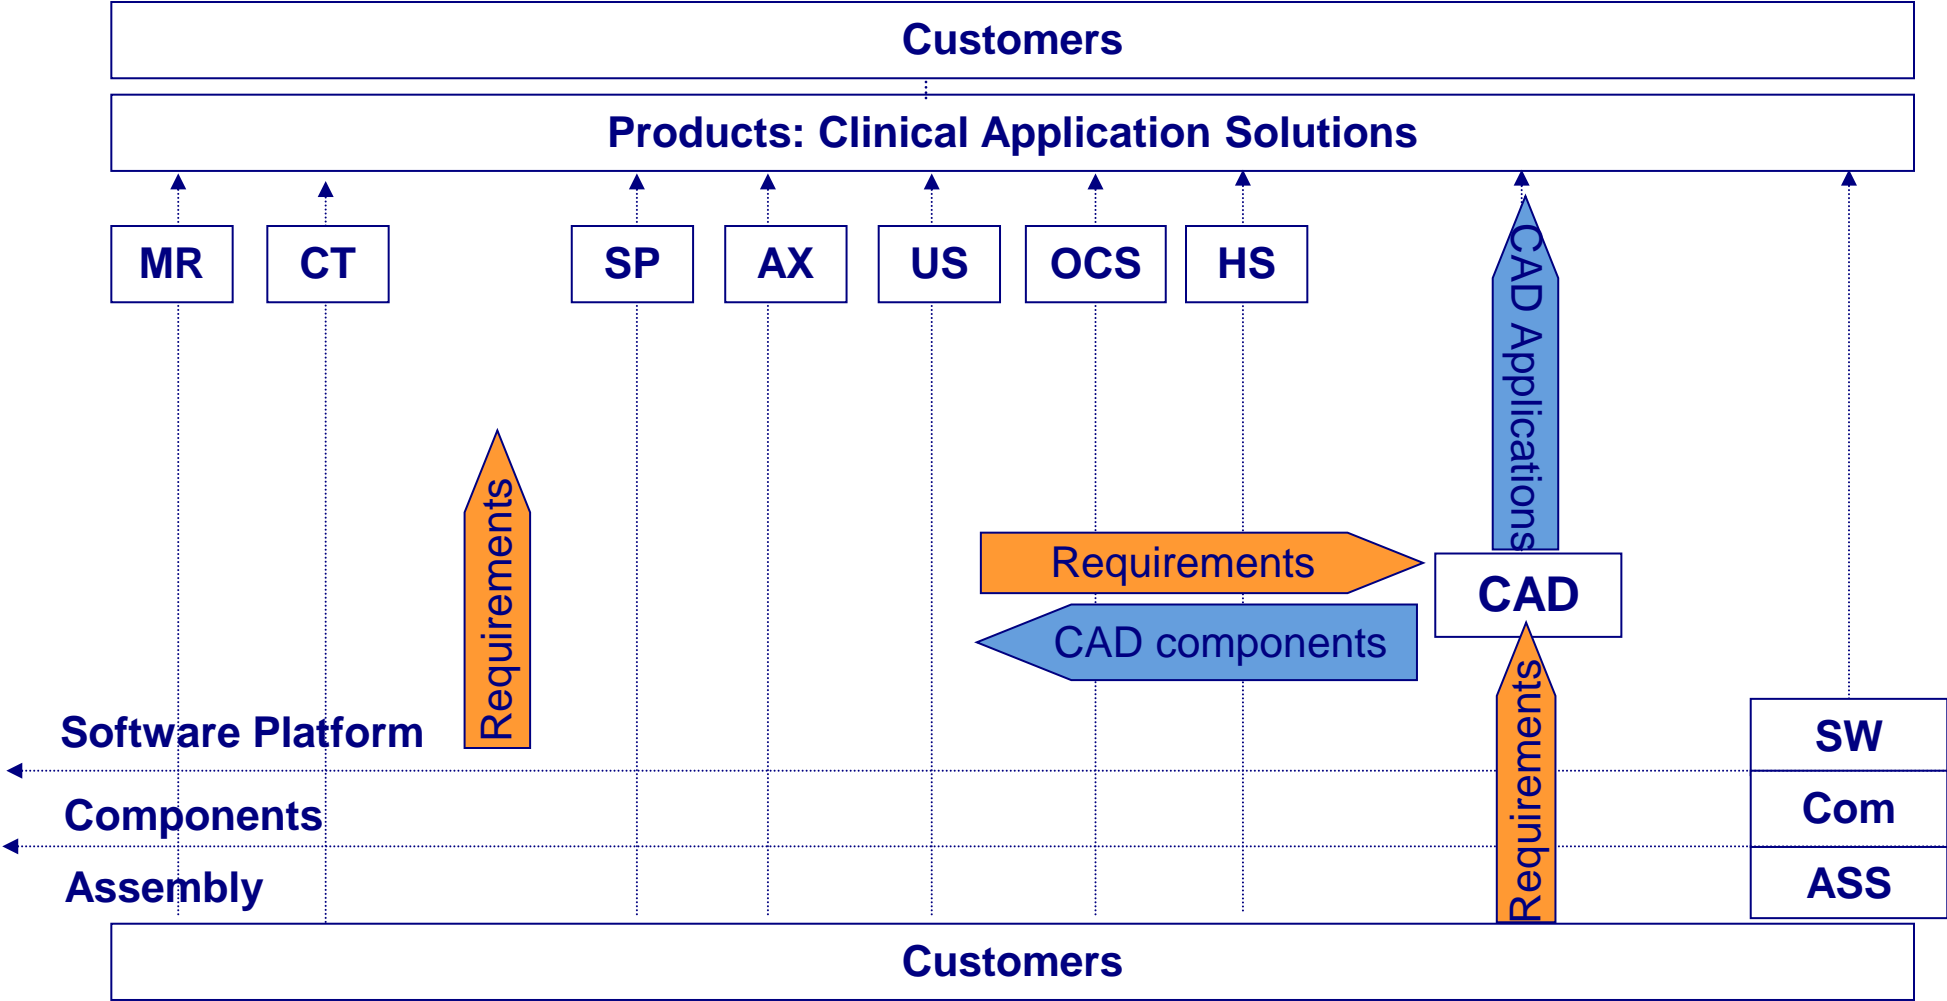 Customers
Products: Clinical Application Solutions
MR
CT
SP
AX
US
OCS
HS
CAD Applications
Requirements
Requirements
CAD
CAD components
Requirements
Software Platform
SW
Components
Com
Assembly
ASS
Customers